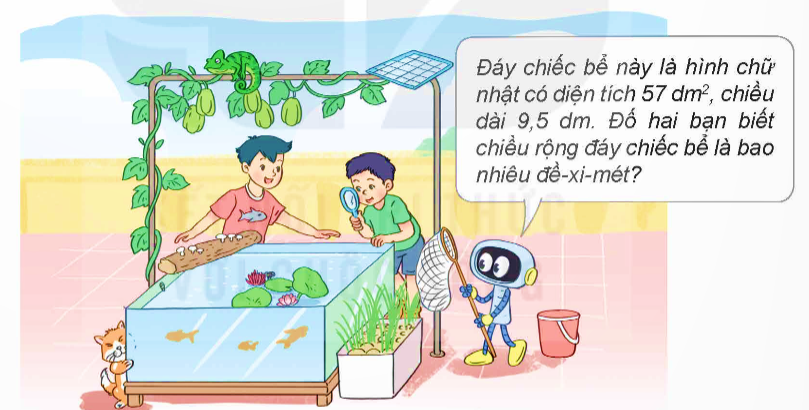 Đáy chiếc bể này là hình chữ
nhật có diện tích 57 dm², chiều
dài 9,5 dm. Đố hai bạn biết
chiều rộng đáy chiếc bể là bao
nhiêu đề-xi-mét?